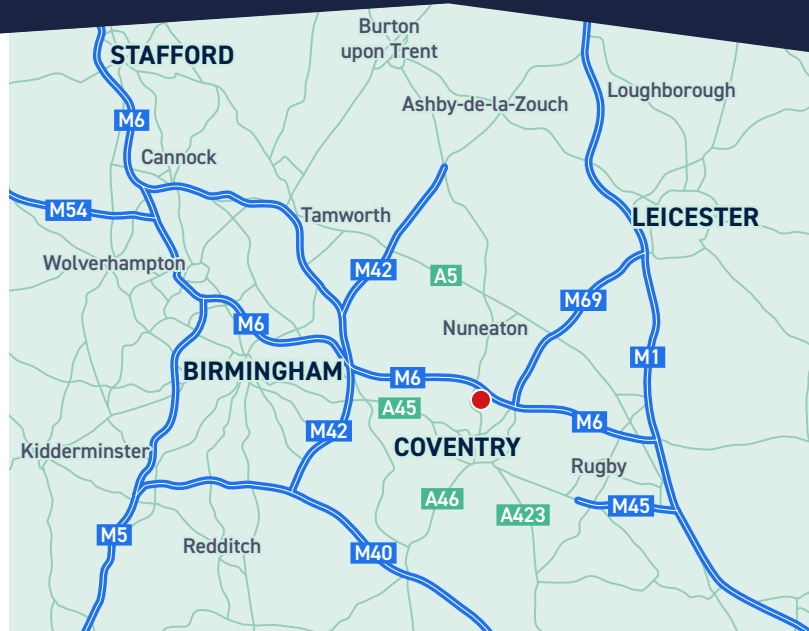 Burton
upon Trent
STAFFORD
Loughborough
Ashby-de-la-Zouch
M6
Cannock
M54
Tamworth
LEICESTER
Wolverhampton
M42
A5
M69
M6
Nuneaton
M1
BIRMINGHAM
M6
A45
M6
M42
COVENTRY
Kidderminster
Rugby
A46
A423
M45
M5
Redditch
M40